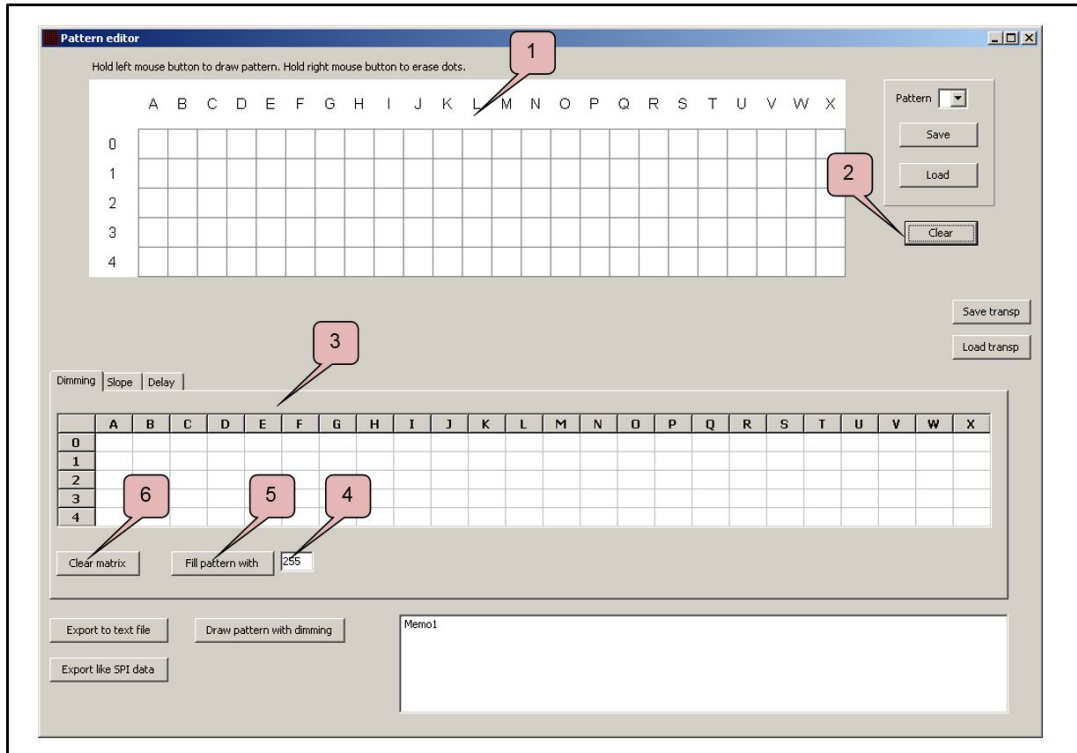 Pattern editor
1
Hold left mouse button to draw pattern. Hold right mouse button to erase dots.
A B C D E F G H I J K L M N O P Q R S T U V W X
Pattern
0
Save
1
2
Load
2
3
Clear
4
Save transp
3
Load transp
Dimming Slope Delay
A B C D E F G H I J K L M N O P Q R S T U V W X
0
1
2
3
4
6 5 4
Clear matrix Fill pattern with 255
Export to text file Draw pattern with dimming Memo1
Export like SPI data